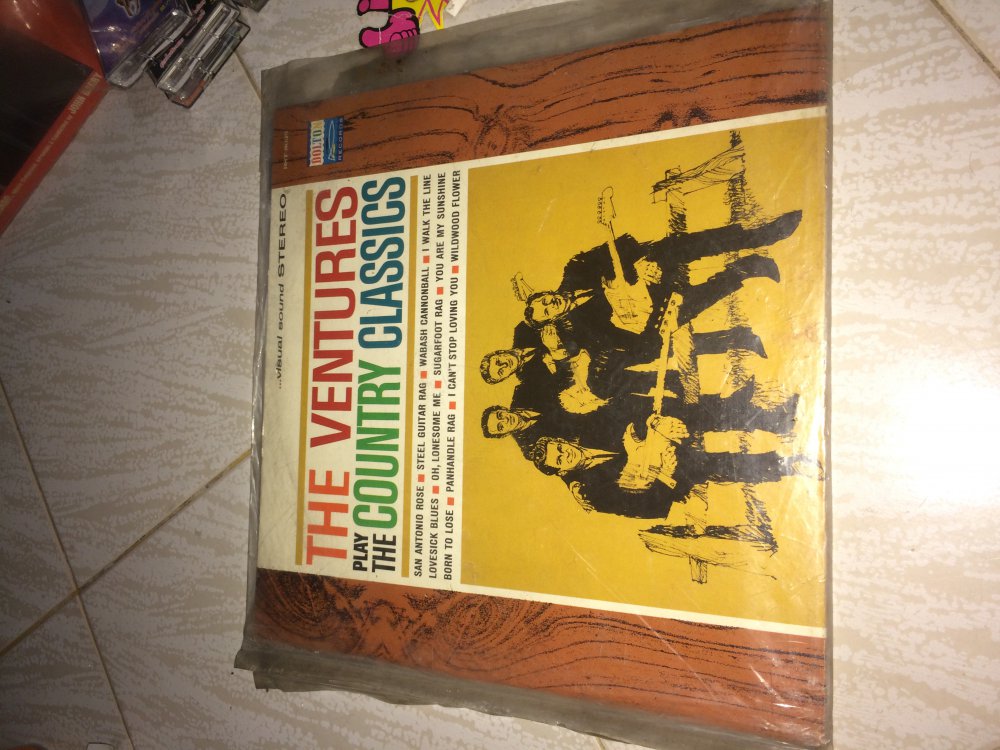 ...visual sound STEREO
DOLTON
RECORDS
THE VENTURES
PLAY
THE COUNTRY CLASSICS
SAN ANTONIO ROSE ■ STEEL GUITAR RAG ■ WABASH CANNONBALL ■ I WALK THE LINE
LOVESICK BLUES ■ OH, LONESOME ME ■ SUGARFOOT RAG ■ YOU ARE MY SUNSHINE
BORN TO LOSE ■ PANHANDLE RAG ■ I CAN'T STOP LOVING YOU ■ WILDWOOD FLOWER